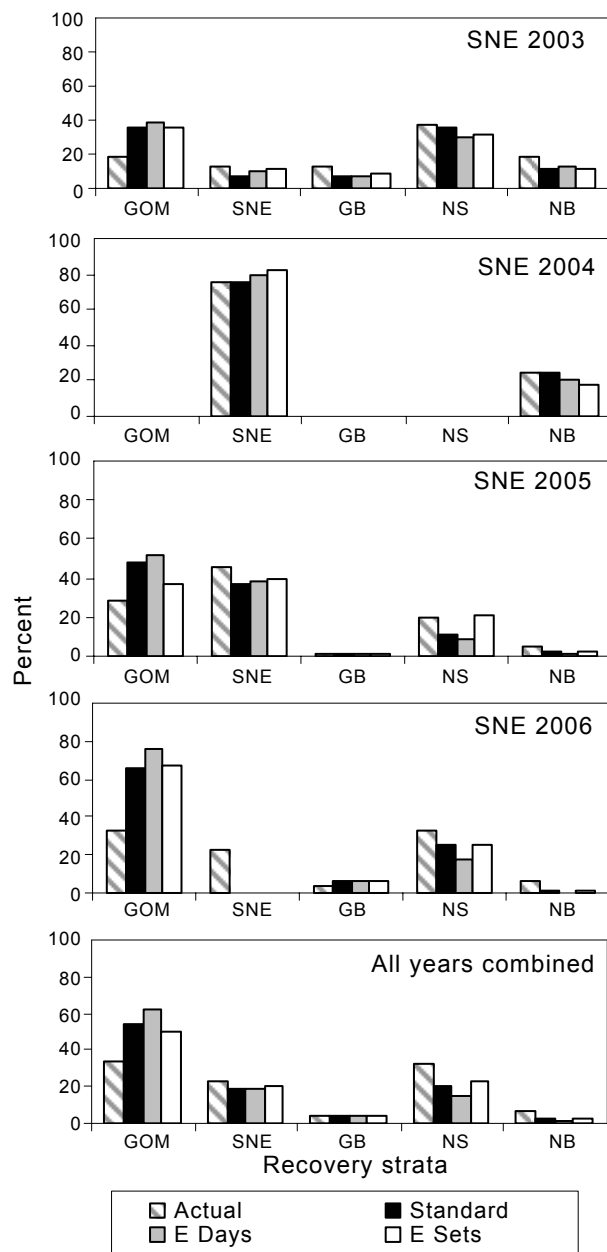 SNE 2003
100
80
60
40
20
0
GOM SNE GB NS NB
SNE 2004
100
80
60
40
20
0
GOM SNE GB NS NB
SNE 2005
100
80
60
40
20
0
GOM SNE GB NS NB
Percent
SNE 2006
100
80
60
40
20
0
GOM SNE GB NS NB
All years combined
100
80
60
40
20
0
GOM SNE GB NS NB
Recovery strata
Actual Standard
E Days E Sets